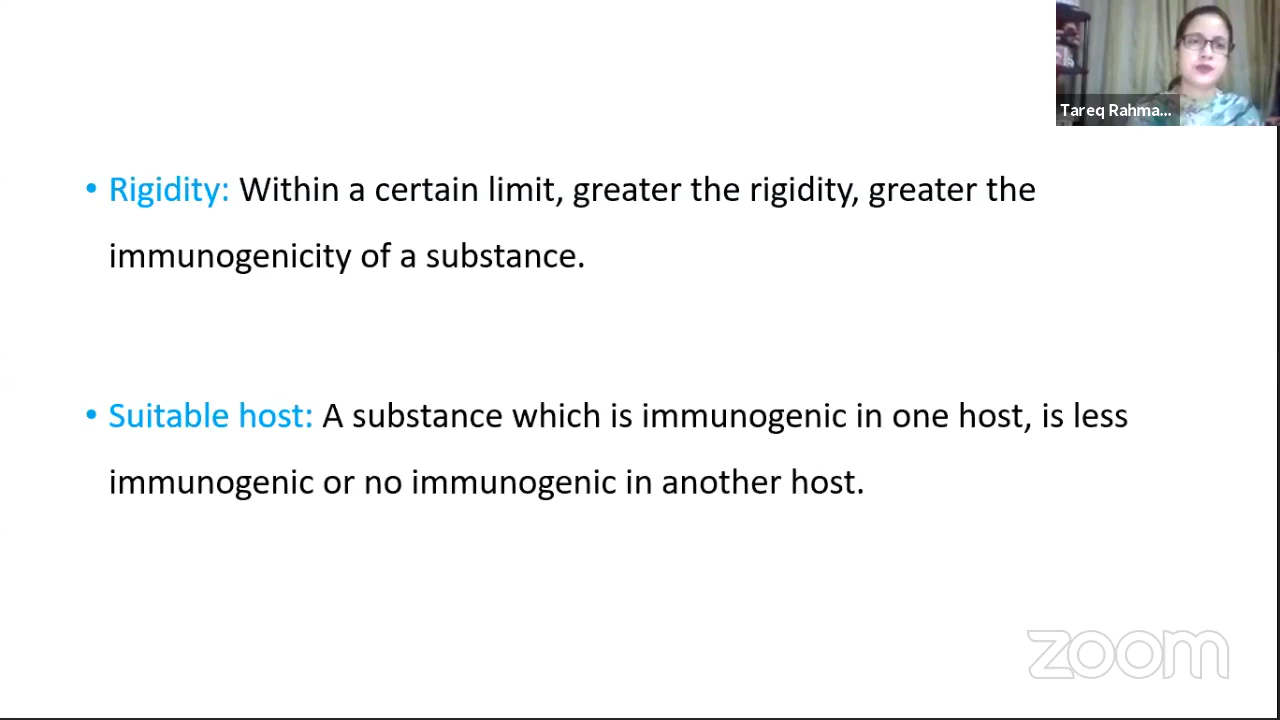 Tareq Rahma...
• Rigidity: Within a certain limit, greater the rigidity, greater the
immunogenicity of a substance.
• Suitable host: A substance which is immunogenic in one host, is less
immunogenic or no immunogenic in another host.
zoom